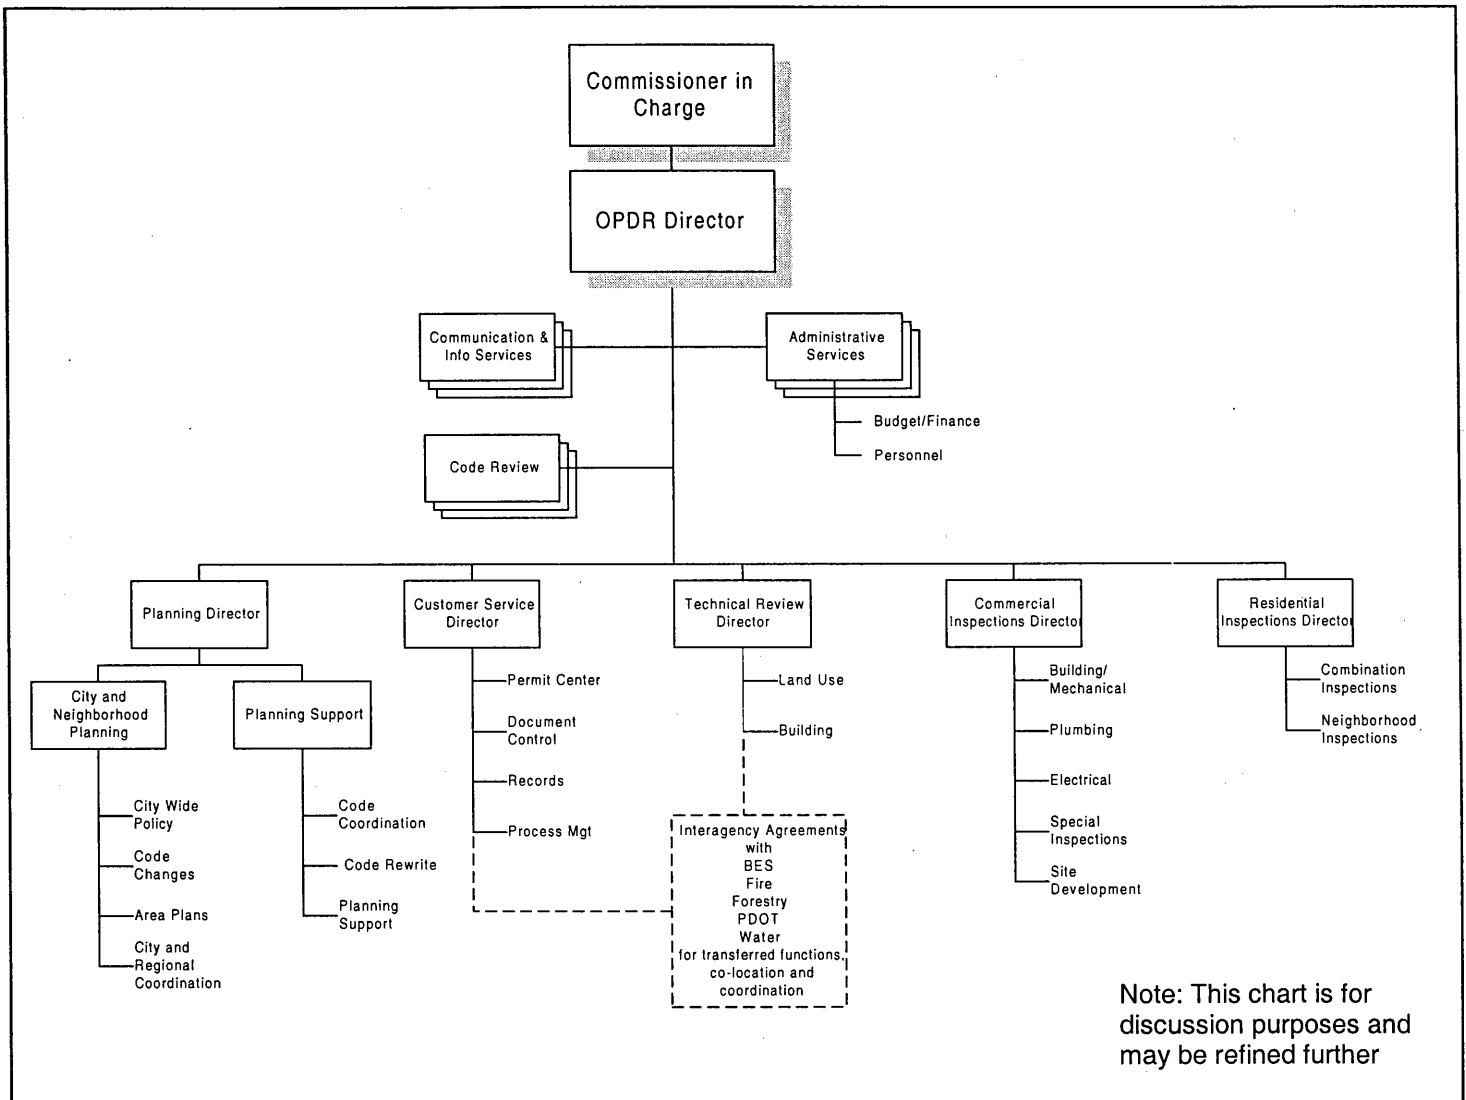 Commissioner in
Charge
OPDR Director
Communication &
Info Services
Administrative
Services
Budget/Finance
Personnel
Code Review
Planning Director
Customer Service
Director
Technical Review
Director
Commercial
Inspections Director
Residential
Inspections Director
City and
Neighborhood
Planning
Planning Support
City Wide
Policy
Code
Changes
Area Plans
City and
Regional
Coordination
Code
Coordination
Code Rewrite
Planning
Support
Permit Center
Document
Control
Records
Process Mgt
Land Use
Building
Interagency Agreements
with
BES
Fire
Forestry
PDOT
Water
for transferred functions,
co-location and
coordination
Building/
Mechanical
Plumbing
Electrical
Special
Inspections
Site
Development
Combination
Inspections
Neighborhood
Inspections
Note: This chart is for
discussion purposes and
may be refined further